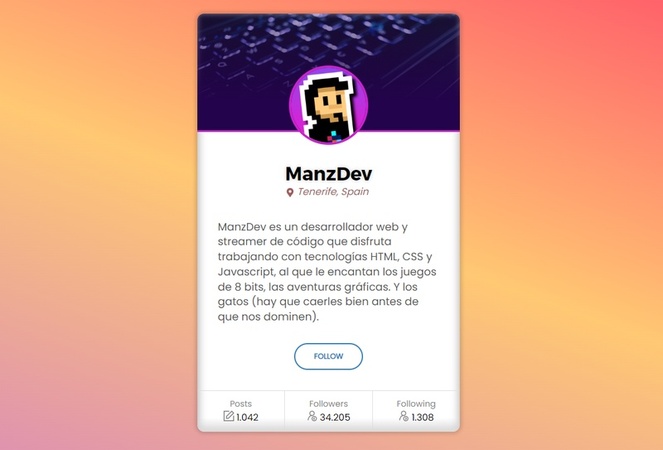 ManzDev
Tenerife, Spain
ManzDev es un desarrollador web y
streamer de código que disfruta
trabajando con tecnologías HTML, CSS y
Javascript, al que le encantan los juegos
de 8 bits, las aventuras gráficas. Y los
gatos (hay que caerles bien antes de
que nos dominen).
FOLLOW
Posts Followers Following
1.042 34.205 1.308